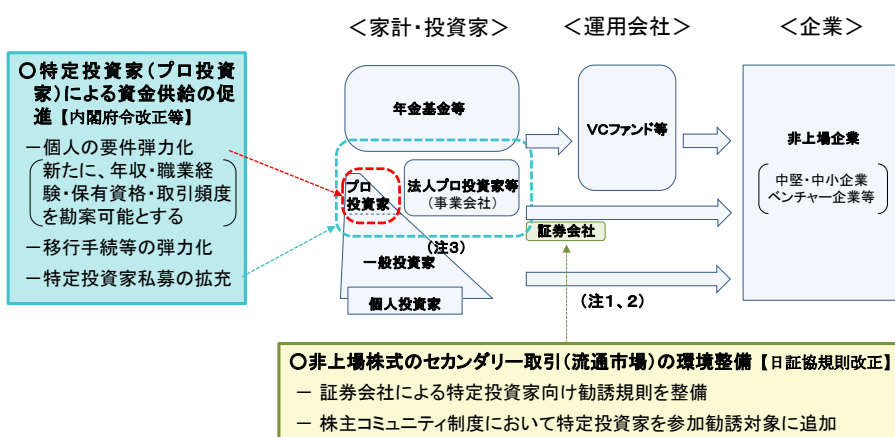 ＜家計・投資家＞ ＜運用会社＞ ＜企業＞
○特定投資家（プロ投資
家）による資金供給の促
進【内閣府令改正等】
－個人の要件弾力化
新たに、年収・職業経
験・保有資格・取引頻度
を勘案可能とする
－移行手続等の弾力化
－特定投資家私募の拡充
年金基金等
プロ
投資家
法人プロ投資家等
（事業会社）
（注3）
一般投資家
個人投資家
VCファンド等
証券会社
（注1、2）
非上場企業
中堅・中小企業
ベンチャー企業等
○非上場株式のセカンダリー取引（流通市場）の環境整備【日証協規則改正】
－ 証券会社による特定投資家向け勧誘規則を整備
－ 株主コミュニティ制度において特定投資家を参加勧誘対象に追加